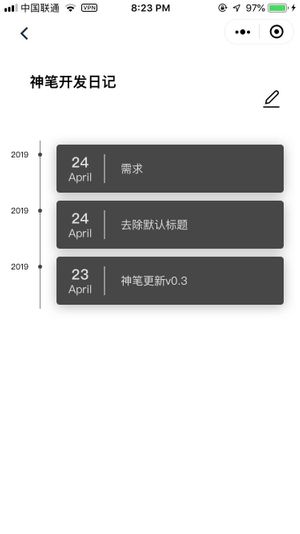 中国联通 VPN 8:23 PM 97%
神笔开发日记
2019 24 April 需求
2019 24 April 去除默认标题
2019 23 April 神笔更新v0.3